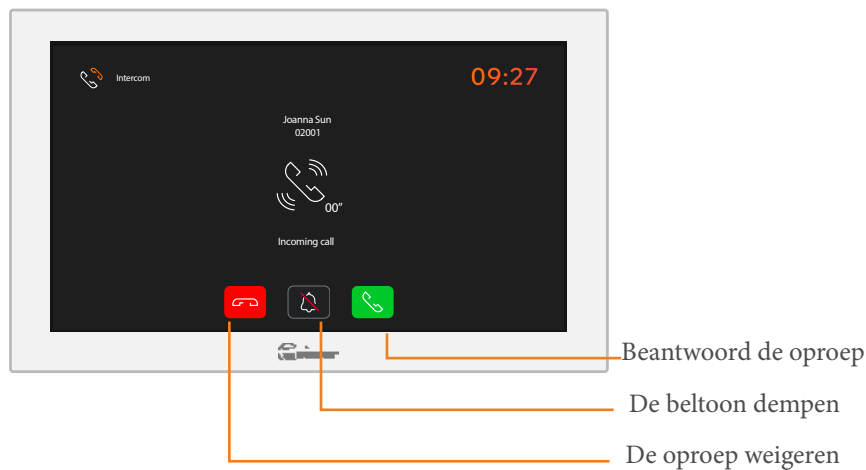 Intercom
09:27
Joanna Sun
02001
00"
Incoming call
Beantwoord de oproep
De beltoon dempen
De oproep weigeren